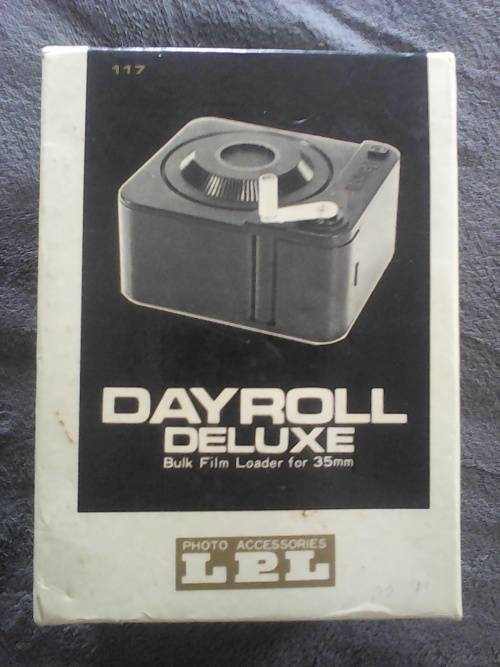 117
DAYROLL
DELUXE
Bulk Film Loader for 35mm
PHOTO ACCESSORIES
LPL